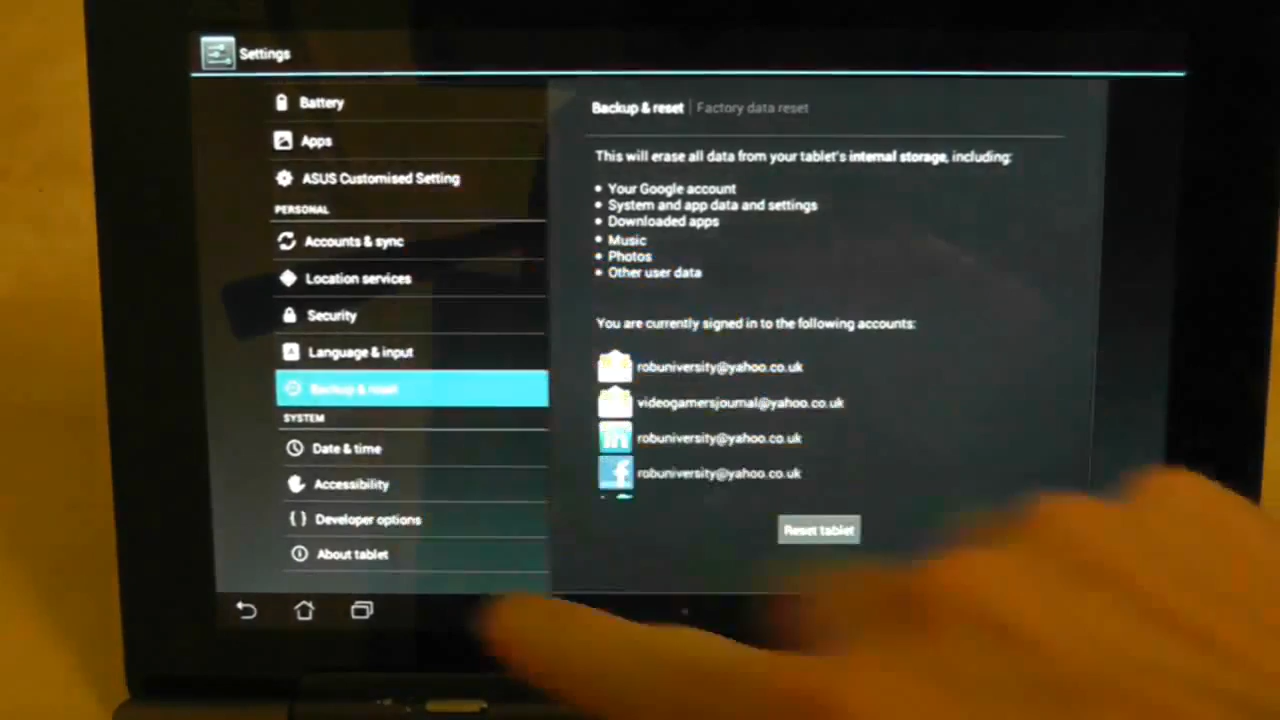 Settings
Battery
Apps
ASUS Customised Setting
PERSONAL
Accounts & sync
Location services
Security
Language & input
Backup & reset
SYSTEM
Date & time
Accessibility
Developer options
About tablet
Backup & reset | Factory data reset
This will erase all data from your tablet's internal storage, including:
• Your Google account
• System and app data and settings
• Downloaded apps
• Music
• Photos
• Other user data
You are currently signed in to the following accounts:
robuniversity@yahoo.co.uk
videogamersjournal@yahoo.co.uk
in robuniversity@yahoo.co.uk
f robuniversity@yahoo.co.uk
Reset tablet